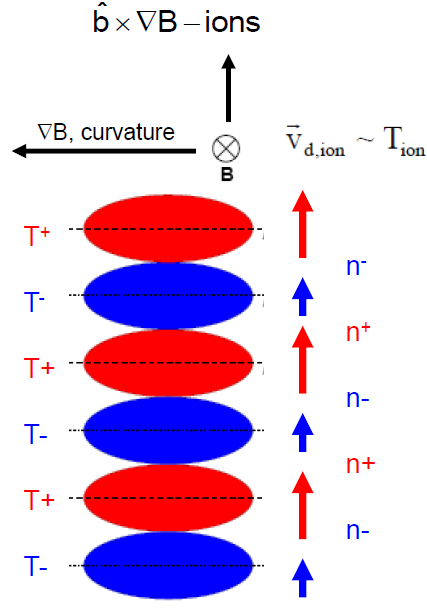 b̂ × ∇B – ions
∇B, curvature
B
v⃗d,ion ~ Tion
T+
n-
T-
n+
T+
n-
T-
n+
T+
n-
T-